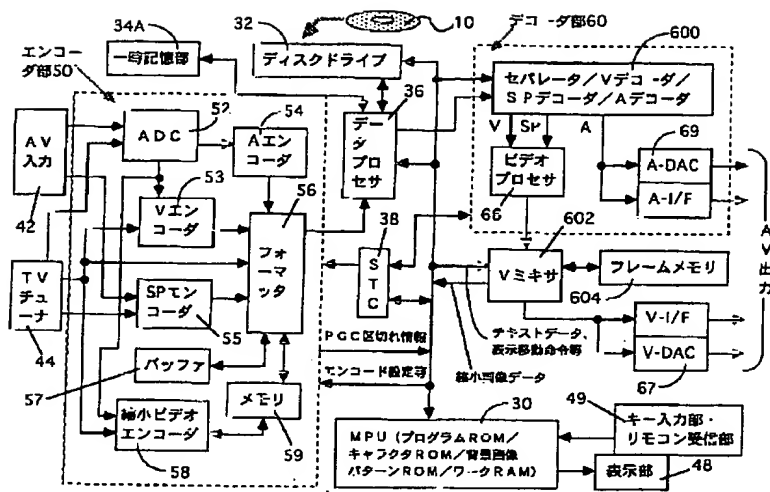 34A
一時記憶部
エンコー
ダ部50
32
ディスクドライブ
10
デコーダ部60
600
セパレータ/Vデコーダ/
SPデコーダ/Aデコーダ
V
SP
A
36
データ
プロセサ
52
ADC
54
Aエン
コーダ
AV
入力
42
53
Vエン
コーダ
56
フォーマッタ
38
STC
ビデオ
プロセサ
66
69
A-DAC
A-I/F
602
Vミキサ
フレームメモリ
604
AV出力
TV
チュー
ナ
44
SPエン
コーダ
55
バッファ
57
メモリ
59
縮小ビデオ
エンコーダ
58
PGC区切れ情報
エンコード設定等
テキストデータ、
表示移動命令等
縮小画像データ
V-I/F
V-DAC
67
30
MPU(プログラムROM/
キャラクタROM/背景画像
パターンROM/ワークRAM)
49
キー入力部・
リモコン受信部
表示部
48